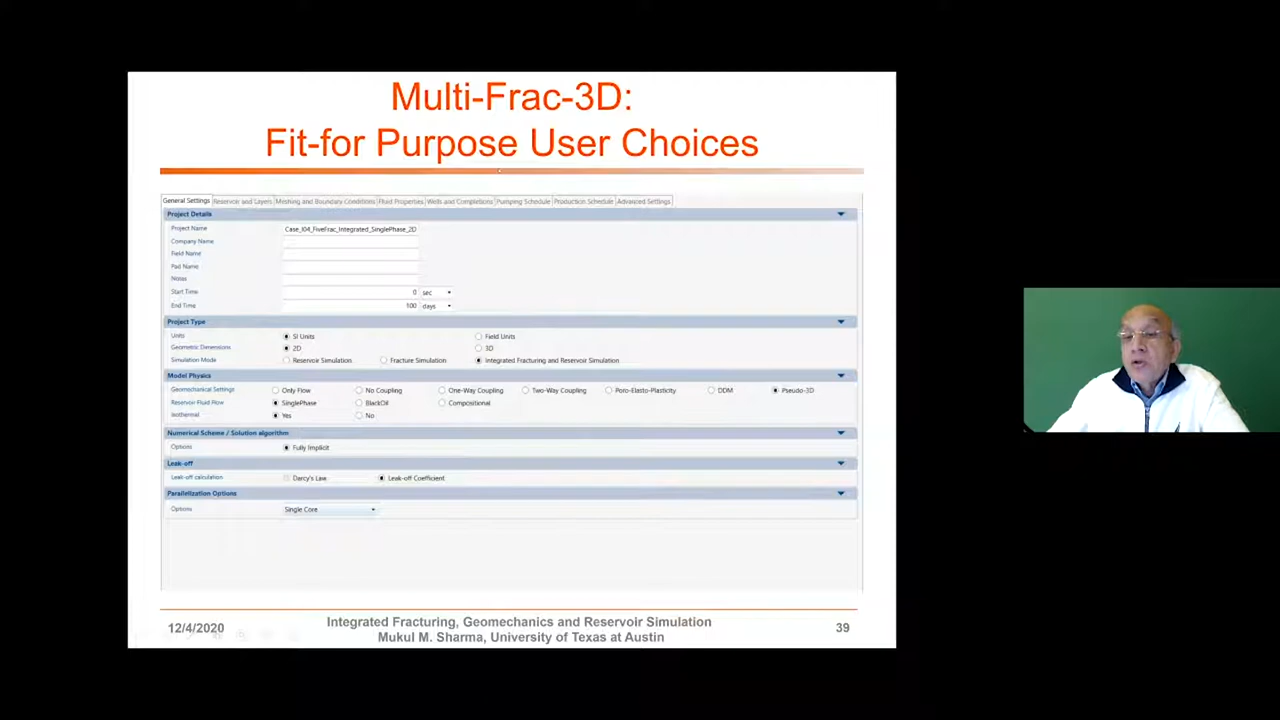 Multi-Frac-3D:
Fit-for Purpose User Choices
General Settings Reservoir and Layers Meshing and Boundary Conditions Fluid Properties Wells and Completions Pumping Schedule Production Schedule Advanced Settings
Project Details
Project Name Case_I04_FiveFrac_Integrated_SinglePhase_2D
Company Name
Field Name
Pad Name
Notes
Start Time 0 sec
End Time 100 days
Project Type
Units SI Units Field Units
Geometric Dimensions 2D 3D
Simulation Mode Reservoir Simulation Fracture Simulation Integrated Fracturing and Reservoir Simulation
Model Physics
Geomechanical Settings Only Flow No Coupling One-Way Coupling Two-Way Coupling Poro-Elasto-Plasticity DDM Pseudo-3D
Reservoir Fluid Flow SinglePhase BlackOil Compositional
Isothermal Yes No
Numerical Scheme / Solution algorithm
Options Fully Implicit
Leak-off
Leak-off calculation Darcy's Law Leak-off Coefficient
Parallelization Options
Options Single Core
12/4/2020
Integrated Fracturing, Geomechanics and Reservoir Simulation
Mukul M. Sharma, University of Texas at Austin
39